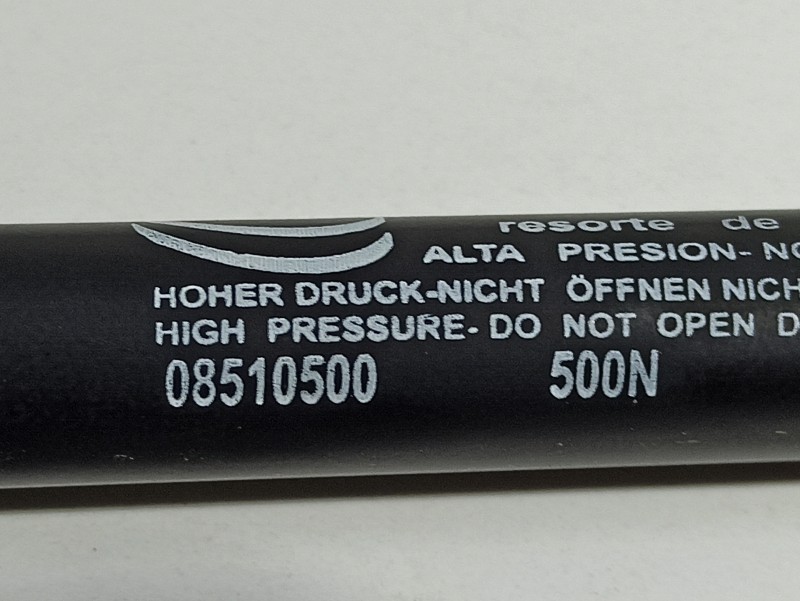 resorte de
ALTA PRESION- NO
HOHER DRUCK-NICHT ÖFFNEN NICH
HIGH PRESSURE- DO NOT OPEN D
08510500 500N